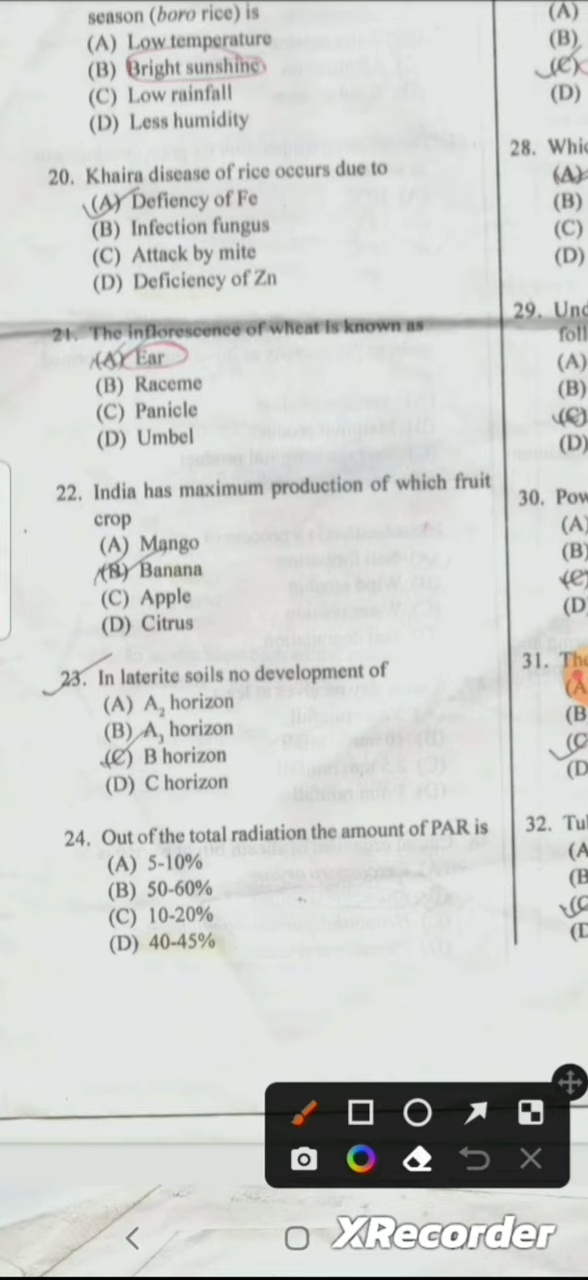 season (boro rice) is
(A) Low temperature
(B) Bright sunshine
(C) Low rainfall
(D) Less humidity
20. Khaira disease of rice occurs due to
(A) Defiency of Fe
(B) Infection fungus
(C) Attack by mite
(D) Deficiency of Zn
21. The inflorescence of wheat is known as
(A) Ear
(B) Raceme
(C) Panicle
(D) Umbel
22. India has maximum production of which fruit
crop
(A) Mango
(B) Banana
(C) Apple
(D) Citrus
23. In laterite soils no development of
(A) A₂ horizon
(B) A₃ horizon
(C) B horizon
(D) C horizon
24. Out of the total radiation the amount of PAR is
(A) 5-10%
(B) 50-60%
(C) 10-20%
(D) 40-45%
(A)
(B)
(C)
(D)
28. Whic
(A)
(B)
(C)
(D)
29. Und
foll
(A)
(B)
(C)
(D)
30. Pow
(A)
(B)
(C)
(D
31. The
(A
(B
(C
(D
32. Tul
(A
(B
(C
(D
XRecorder